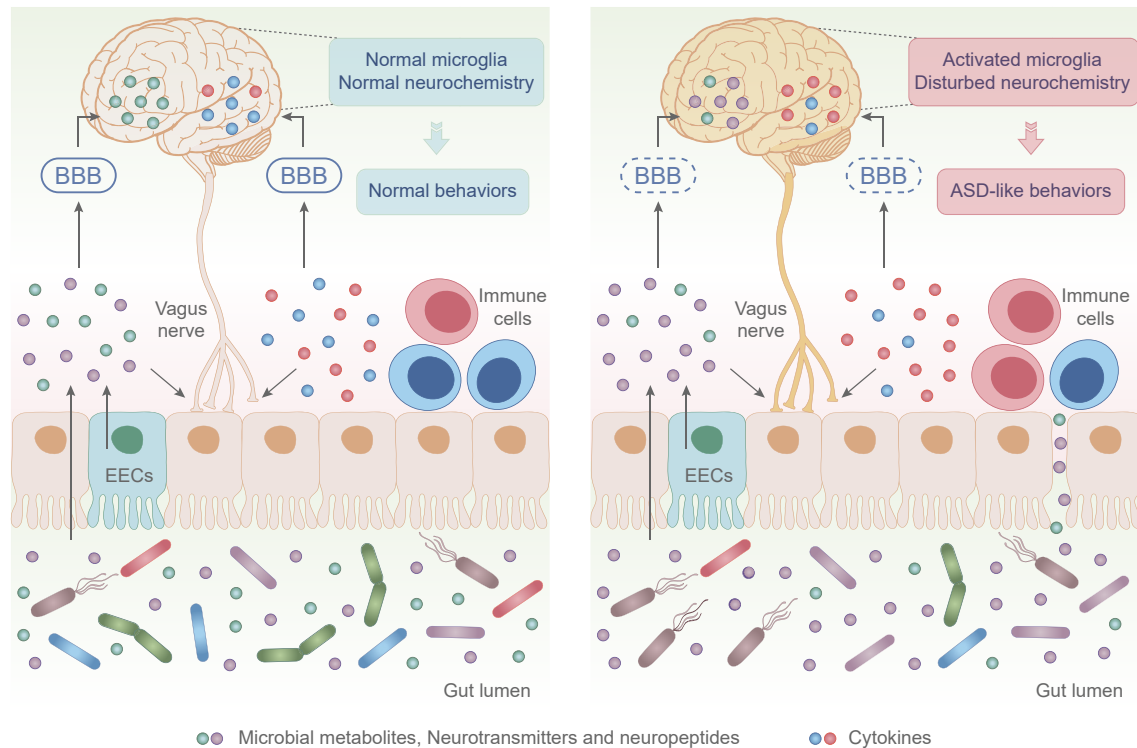 Normal microglia
Normal neurochemistry
BBB
BBB
Normal behaviors
Vagus
nerve
Immune
cells
EECs
Gut lumen
Activated microglia
Disturbed neurochemistry
BBB
BBB
ASD-like behaviors
Vagus
nerve
Immune
cells
EECs
Gut lumen
Microbial metabolites, Neurotransmitters and neuropeptides
Cytokines